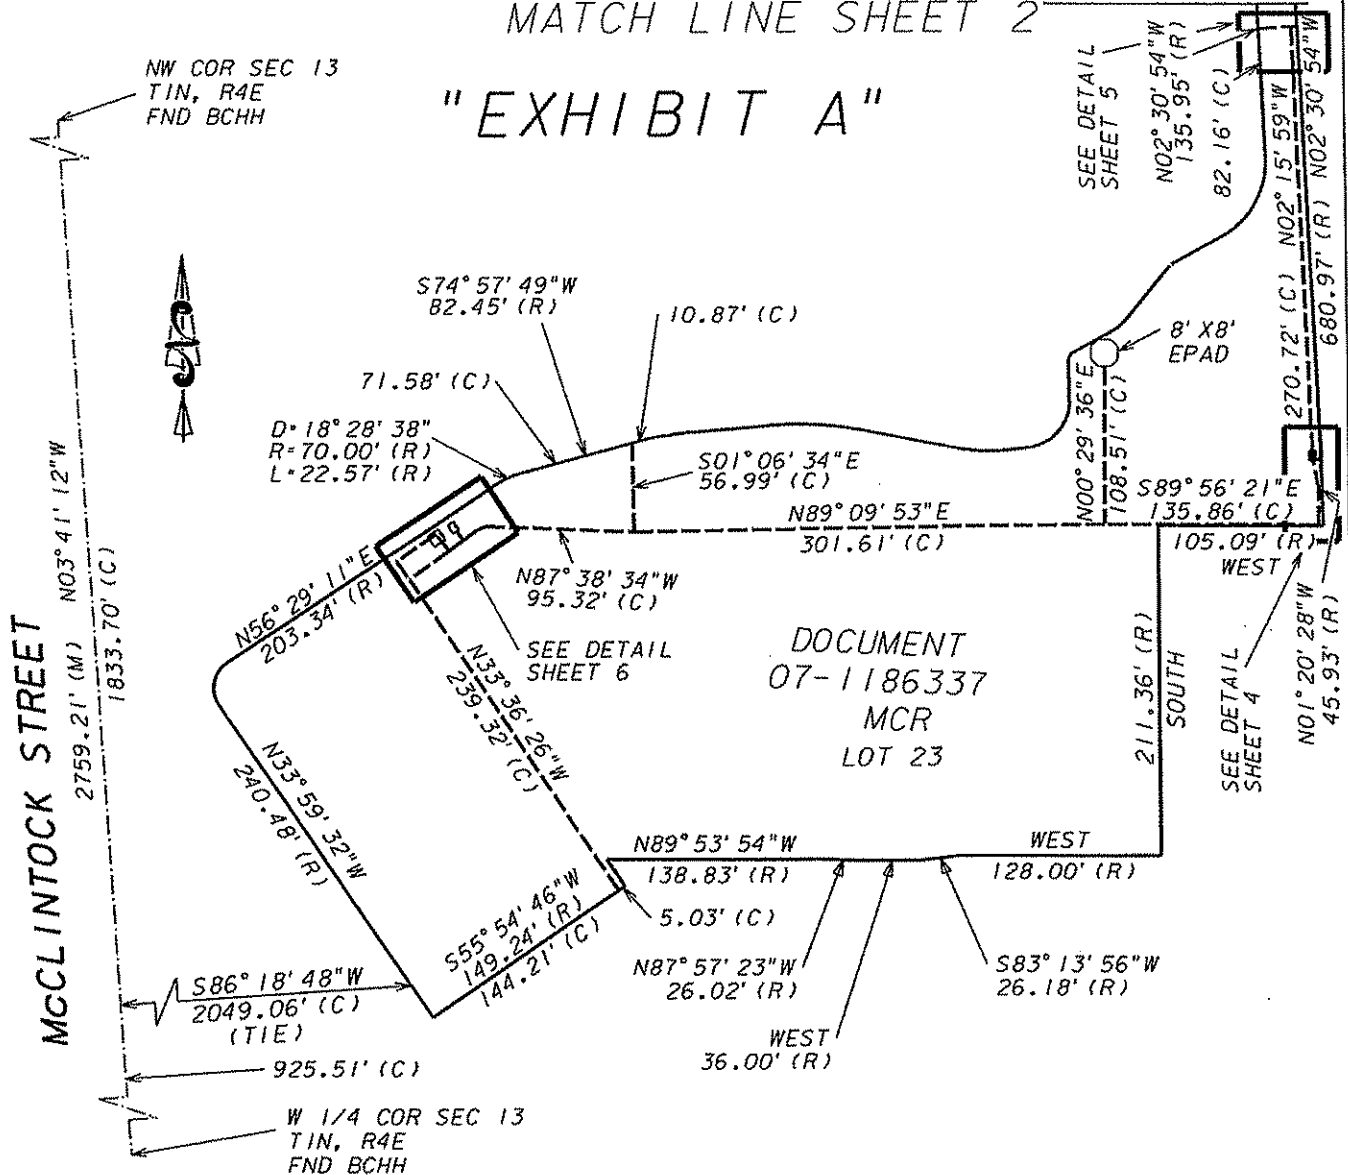 MATCH LINE SHEET 2
"EXHIBIT A"
NW COR SEC 13
T1N, R4E
FND BCHH
SEE DETAIL
SHEET 5
N02°30'54"W
135.95' (R)
82.16' (C)
270.72' (C) N02°15'59"W
680.97' (R) N02°30'54"W
S74°57'49"W
82.45' (R)
10.87' (C)
71.58' (C)
D=18°28'38"
R=70.00' (R)
L=22.57' (R)
8'X8'
EPAD
N00°29'36"E
108.51' (C)
S01°06'34"E
56.99' (C)
N89°09'53"E
301.61' (C)
S89°56'21"E
135.86' (C)
105.09' (R)
WEST
N87°38'34"W
95.32' (C)
N56°29'11"E
203.34' (R)
SEE DETAIL
SHEET 6
N33°36'26"W
239.32' (C)
DOCUMENT
07-1186337
MCR
LOT 23
211.36' (R)
SOUTH
SEE DETAIL
SHEET 4
N01°20'28"W
45.93' (R)
McCLINTOCK STREET
2759.21' (M) N03°41'12"W
1833.70' (C)
N33°59'32"W
240.48' (R)
N89°53'54"W
138.83' (R)
WEST
128.00' (R)
5.03' (C)
S55°54'46"W
149.24' (R)
144.21' (C)
N87°57'23"W
26.02' (R)
S83°13'56"W
26.18' (R)
WEST
36.00' (R)
S86°18'48"W
2049.06' (C)
(TIE)
925.51' (C)
W 1/4 COR SEC 13
T1N, R4E
FND BCHH